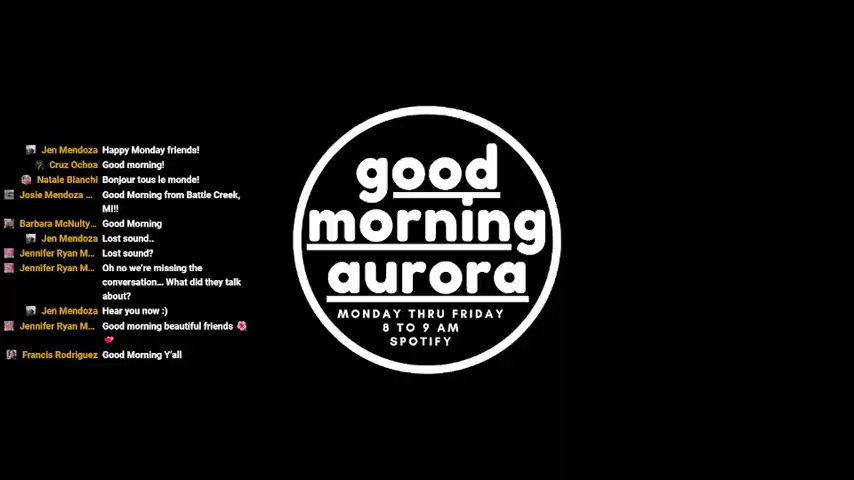 Jen Mendoza Happy Monday friends!
Cruz Ochoa Good morning!
Natale Bianchi Bonjour tous le monde!
Josie Mendoza ... Good Morning from Battle Creek,
MI!!
Barbara McNulty... Good Morning
Jen Mendoza Lost sound..
Jennifer Ryan M... Lost sound?
Jennifer Ryan M... Oh no we're missing the
conversation... What did they talk
about?
Jen Mendoza Hear you now :)
Jennifer Ryan M... Good morning beautiful friends 🌺
💋
Francis Rodriguez Good Morning Y'all
good
morning
aurora
MONDAY THRU FRIDAY
8 TO 9 AM
SPOTIFY